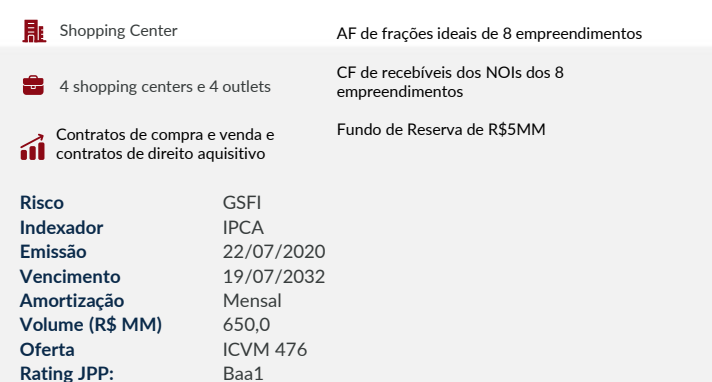 Shopping Center
4 shopping centers e 4 outlets
Contratos de compra e venda e
contratos de direito aquisitivo
AF de frações ideais de 8 empreendimentos
CF de recebíveis dos NOIs dos 8
empreendimentos
Fundo de Reserva de R$5MM
Risco GSFI
Indexador IPCA
Emissão 22/07/2020
Vencimento 19/07/2032
Amortização Mensal
Volume (R$ MM) 650,0
Oferta ICVM 476
Rating JPP: Baa1